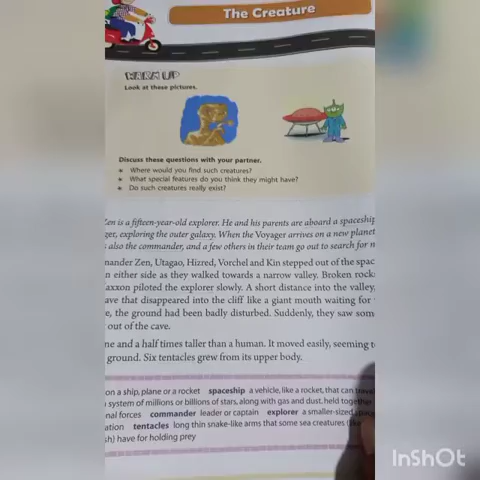 The Creature
WARM UP
Look at these pictures.
Discuss these questions with your partner.
Where would you find such creatures?
What special features do you think they might have?
Do such creatures really exist?
Zen is a fifteen-year-old explorer. He and his parents are aboard a spaceship
ger, exploring the outer galaxy. When the Voyager arrives on a new planet
also the commander, and a few others in their team go out to search for
mander Zen, Utagao, Hizred, Vorchel and Kin stepped out of the spac
n either side as they walked towards a narrow valley. Broken rock
axxon piloted the explorer slowly. A short distance into the valley,
ave that disappeared into the cliff like a giant mouth waiting for
e, the ground had been badly disturbed. Suddenly, they saw som
out of the cave.
ne and a half times taller than a human. It moved easily, seeming t
ground. Six tentacles grew from its upper body.
on a ship, plane or a rocket spaceship a vehicle, like a rocket, that can travel
system of millions or billions of stars, along with gas and dust, held together
nal forces commander leader or captain explorer a smaller-sized
ation tentacles long thin snake-like arms that some sea creatures
sh) have for holding prey
InShOt